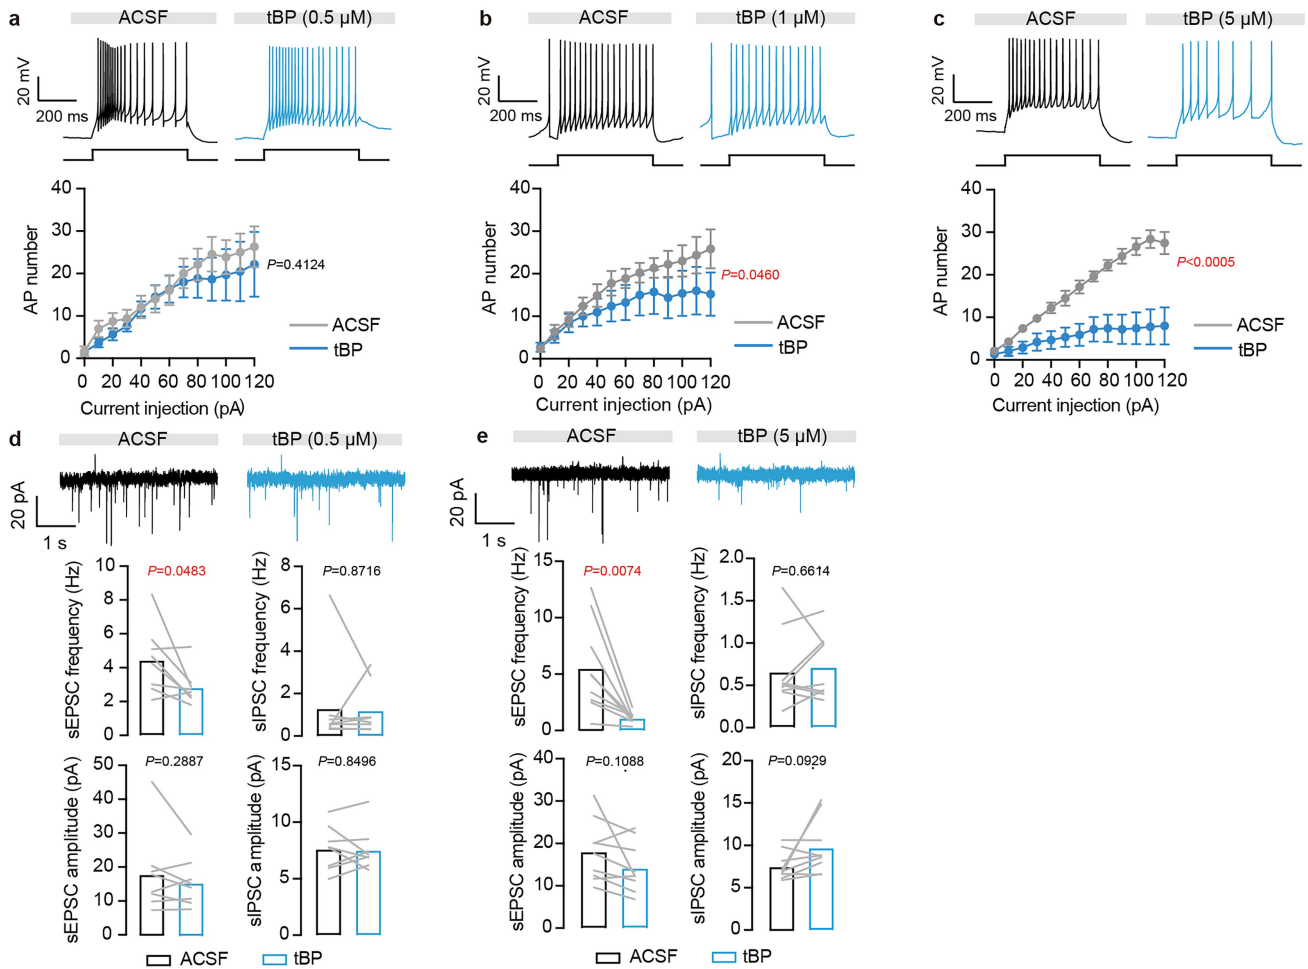 a
ACSF
tBP (0.5 μM)
20 mV
200 ms
40
30
20
10
0
AP number
P=0.4124
ACSF
tBP
0 20 40 60 80 100 120
Current injection (pA)
b
ACSF
tBP (1 μM)
20 mV
200 ms
40
30
20
10
0
AP number
P=0.0460
ACSF
tBP
0 20 40 60 80 100 120
Current injection (pA)
c
ACSF
tBP (5 μM)
20 mV
200 ms
40
30
20
10
0
AP number
P<0.0005
ACSF
tBP
0 20 40 60 80 100 120
Current injection (pA)
d
ACSF
tBP (0.5 μM)
20 pA
1 s
sEPSC frequency (Hz)
10
8
6
4
2
0
P=0.0483
sIPSC frequency (Hz)
8
6
4
2
0
P=0.8716
sEPSC amplitude (pA)
50
40
30
20
10
0
P=0.2887
sIPSC amplitude (pA)
15
10
5
0
P=0.8496
ACSF
tBP
e
ACSF
tBP (5 μM)
20 pA
1 s
sEPSC frequency (Hz)
15
10
5
0
P=0.0074
sIPSC frequency (Hz)
2.0
1.5
1.0
0.5
0.0
P=0.6614
sEPSC amplitude (pA)
40
30
20
10
0
P=0.1088
sIPSC amplitude (pA)
20
15
10
5
0
P=0.0929
ACSF
tBP